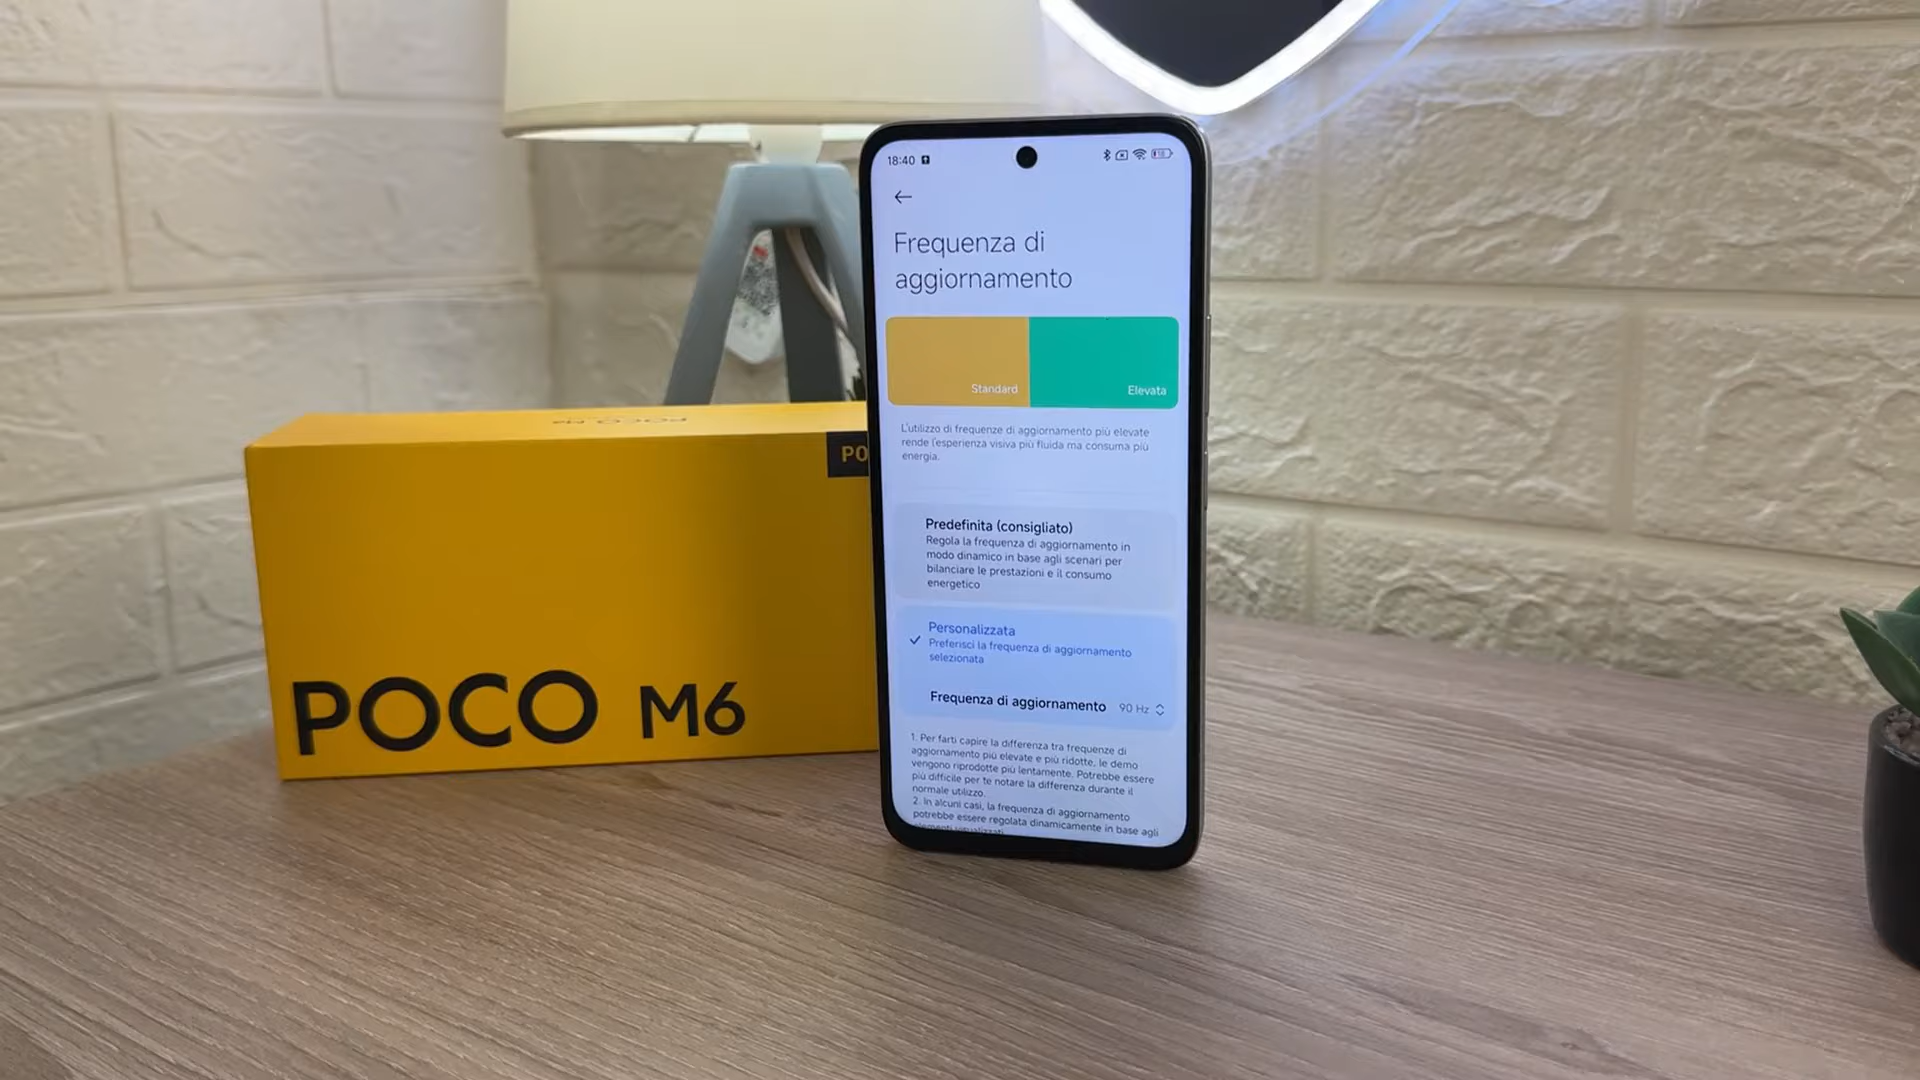 18:40
Frequenza di
aggiornamento
Standard
Elevata
L'utilizzo di frequenze di aggiornamento più elevate
rende l'esperienza visiva più fluida ma consuma più
energia.
Predefinita (consigliato)
Regola la frequenza di aggiornamento in
modo dinamico in base agli scenari per
bilanciare le prestazioni e il consumo
energetico
Personalizzata
Preferisci la frequenza di aggiornamento
selezionata
Frequenza di aggiornamento 90 Hz
1. Per farti capire la differenza tra frequenze di
aggiornamento più elevate e più ridotte, le demo
vengono riprodotte più lentamente. Potrebbe essere
più difficile per te notare la differenza durante il
normale utilizzo.
2. In alcuni casi, la frequenza di aggiornamento
potrebbe essere regolata dinamicamente in base agli
PO
POCO M6